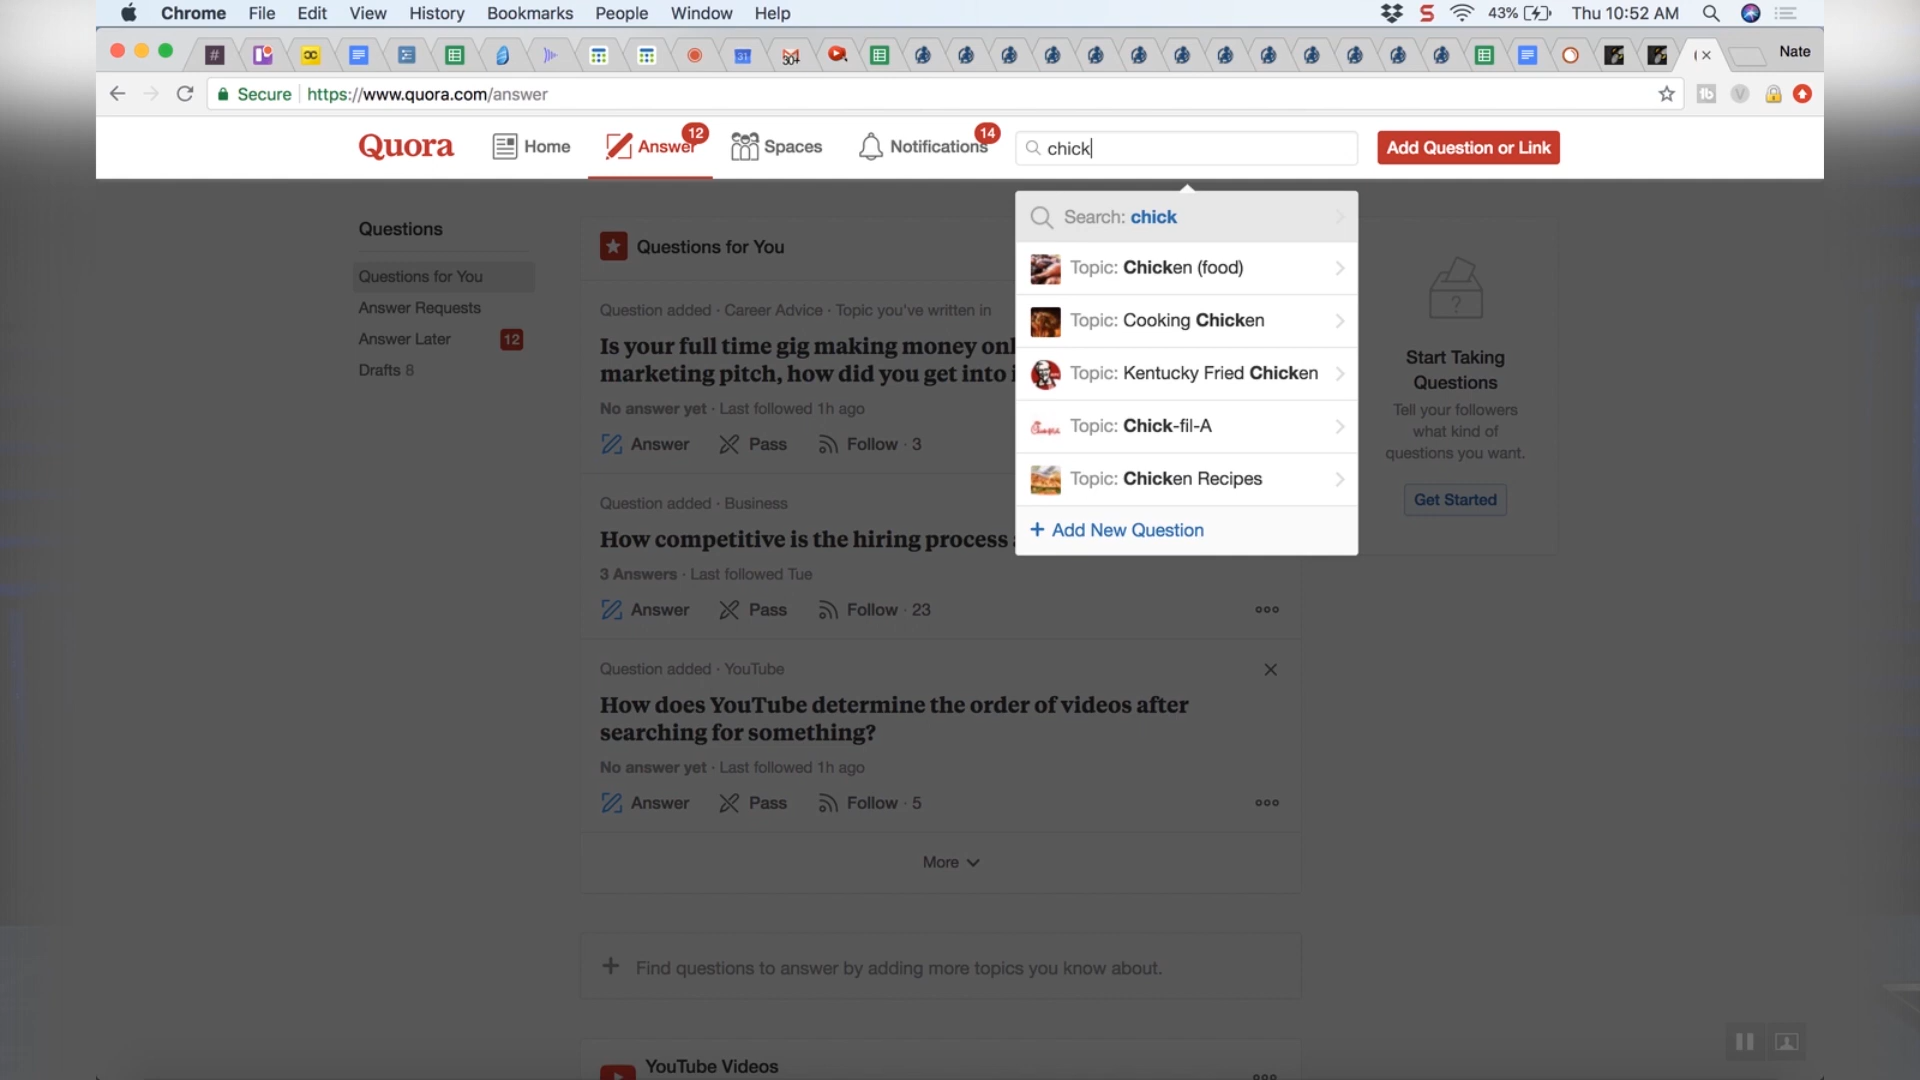 Chrome File Edit View History Bookmarks People Window Help 43% Thu 10:52 AM
Nate
Secure https://www.quora.com/answer
Quora Home Answer 12 Spaces Notifications 14 chick Add Question or Link
Questions
Questions for You
Answer Requests
Answer Later 12
Drafts 8
Questions for You
Question added · Career Advice · Topic you've written in
Is your full time gig making money onl
marketing pitch, how did you get into i
No answer yet · Last followed 1h ago
Answer Pass Follow · 3
Question added · Business
How competitive is the hiring process
3 Answers · Last followed Tue
Answer Pass Follow · 23
Question added · YouTube
How does YouTube determine the order of videos after
searching for something?
No answer yet · Last followed 1h ago
Answer Pass Follow · 5
More
Find questions to answer by adding more topics you know about.
YouTube Videos
Search: chick
Topic: Chicken (food)
Topic: Cooking Chicken
Topic: Kentucky Fried Chicken
Topic: Chick-fil-A
Topic: Chicken Recipes
+ Add New Question
Start Taking
Questions
Tell your followers
what kind of
questions you want.
Get Started